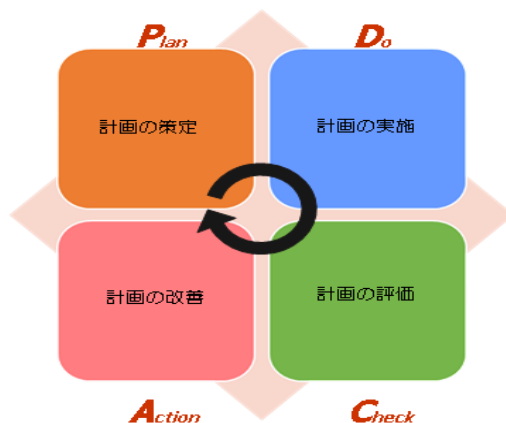 Plan
Do
計画の策定
計画の実施
計画の改善
計画の評価
Action
Check